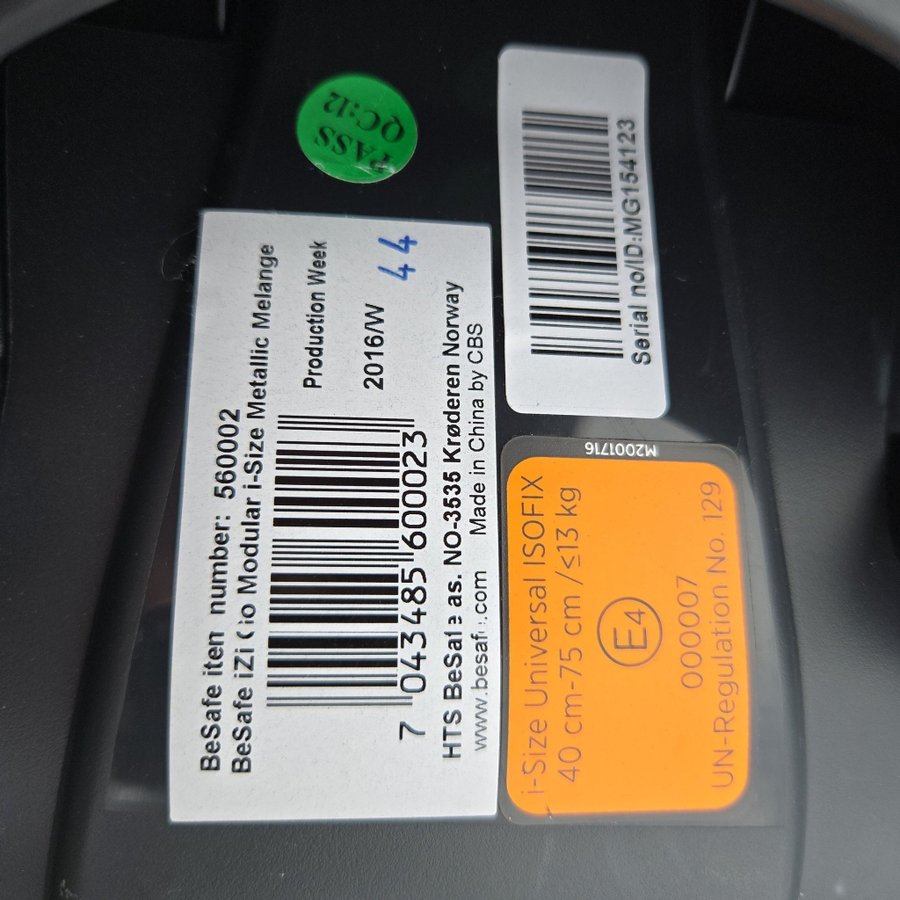 PASS
QC:12
BeSafe item number: 560002
BeSafe iZi Go Modular i-Size Metallic Melange
Production Week
2016/W 44
7 043485 600023
HTS BeSafe as. NO-3535 Krøderen Norway
www.besafe.com Made in China by CBS
Serial no/ID:MG154123
M2001716
i-Size Universal ISOFIX
40 cm-75 cm /≤13 kg
E4
000007
UN-Regulation No. 129